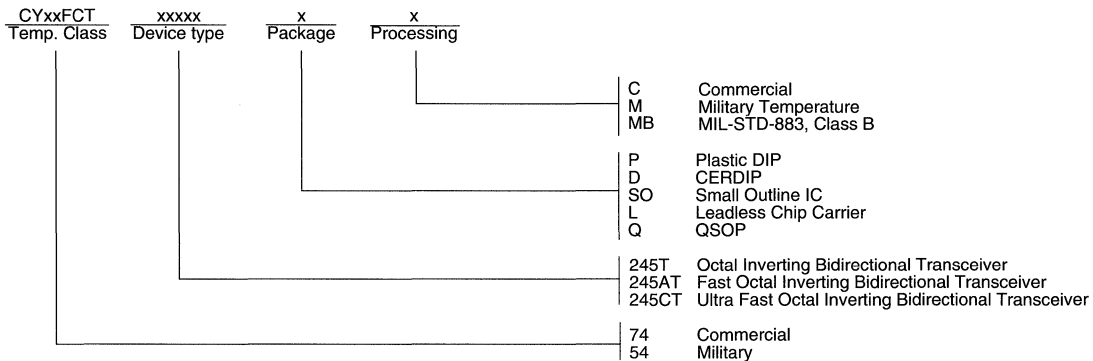 CYxxFCT xxxxx x x
Temp. Class Device type Package Processing
C Commercial
M Military Temperature
MB MIL-STD-883, Class B
P Plastic DIP
D CERDIP
SO Small Outline IC
L Leadless Chip Carrier
Q QSOP
245T Octal Inverting Bidirectional Transceiver
245AT Fast Octal Inverting Bidirectional Transceiver
245CT Ultra Fast Octal Inverting Bidirectional Transceiver
74 Commercial
54 Military